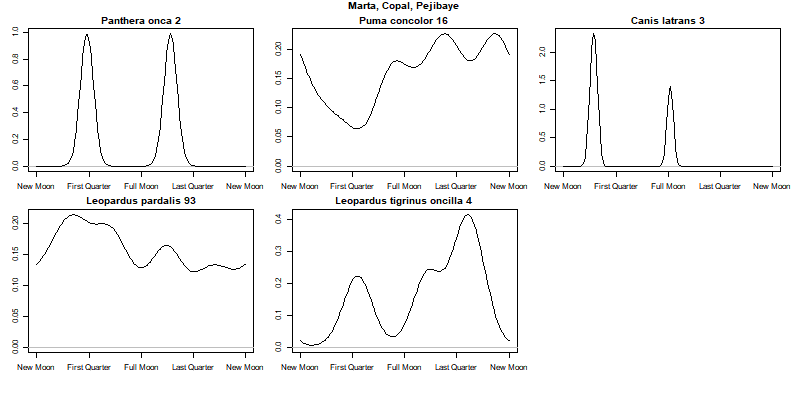 Marta, Copal, Pejibaye
Panthera onca 2
Puma concolor 16
Canis latrans 3
0.0 0.2 0.4 0.6 0.8 1.0
New Moon First Quarter Full Moon Last Quarter New Moon
0.00 0.05 0.10 0.15 0.20
New Moon First Quarter Full Moon Last Quarter New Moon
0.0 0.5 1.0 1.5 2.0
New Moon First Quarter Full Moon Last Quarter New Moon
Leopardus pardalis 93
Leopardus tigrinus oncilla 4
0.00 0.05 0.10 0.15 0.20
New Moon First Quarter Full Moon Last Quarter New Moon
0.0 0.1 0.2 0.3 0.4
New Moon First Quarter Full Moon Last Quarter New Moon